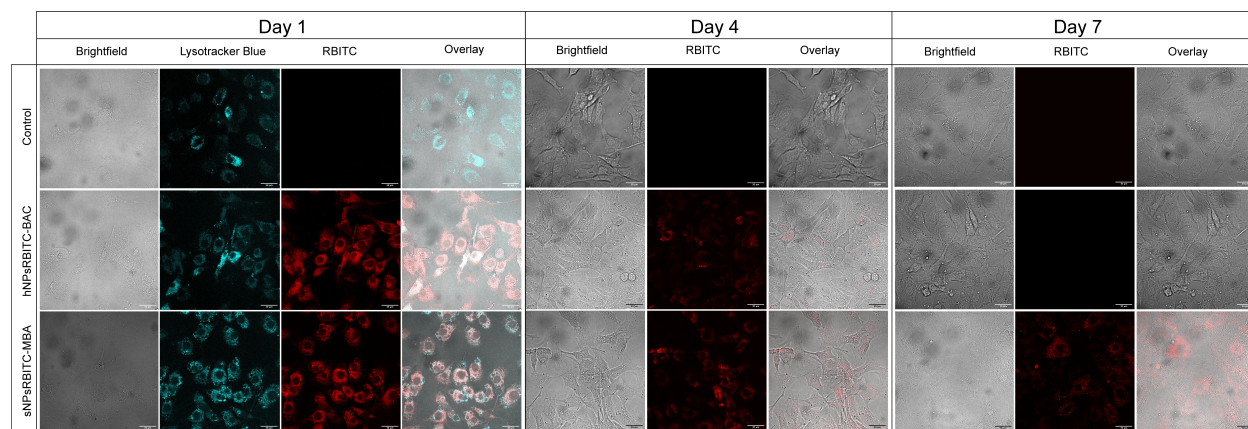 Day 1 Day 4 Day 7
Brightfield Lysotracker Blue RBITC Overlay Brightfield RBITC Overlay Brightfield RBITC Overlay
Control
hNPsRBITC-BAC
sNPsRBITC-MBA